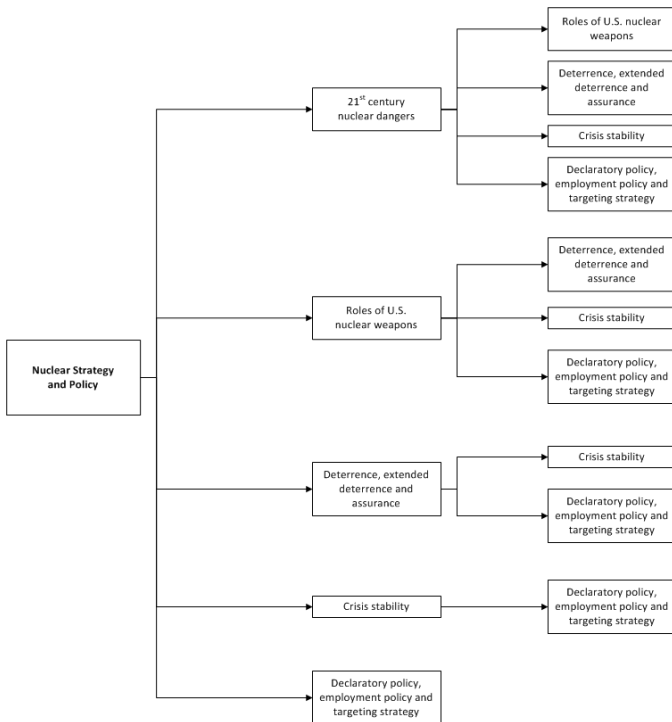 Roles of U.S. nuclear
weapons
Deterrence, extended
deterrence and
assurance
21st century
nuclear dangers
Crisis stability
Declaratory policy,
employment policy and
targeting strategy
Deterrence, extended
deterrence and
assurance
Roles of U.S.
nuclear weapons
Crisis stability
Declaratory policy,
employment policy and
targeting strategy
Nuclear Strategy
and Policy
Crisis stability
Deterrence, extended
deterrence and
assurance
Declaratory policy,
employment policy and
targeting strategy
Crisis stability
Declaratory policy,
employment policy and
targeting strategy
Declaratory policy,
employment policy and
targeting strategy